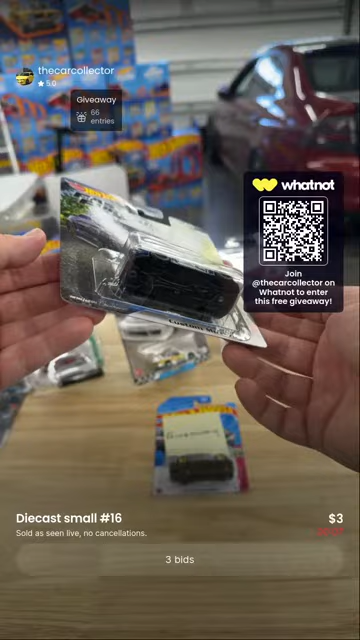 thecarcollector
5.0
Giveaway
66
entries
whatnot
Join
@thecarcollector on
Whatnot to enter
this free giveaway!
Giveaway
Diecast small #16
$3
Sold as seen live, no cancellations.
3 bids